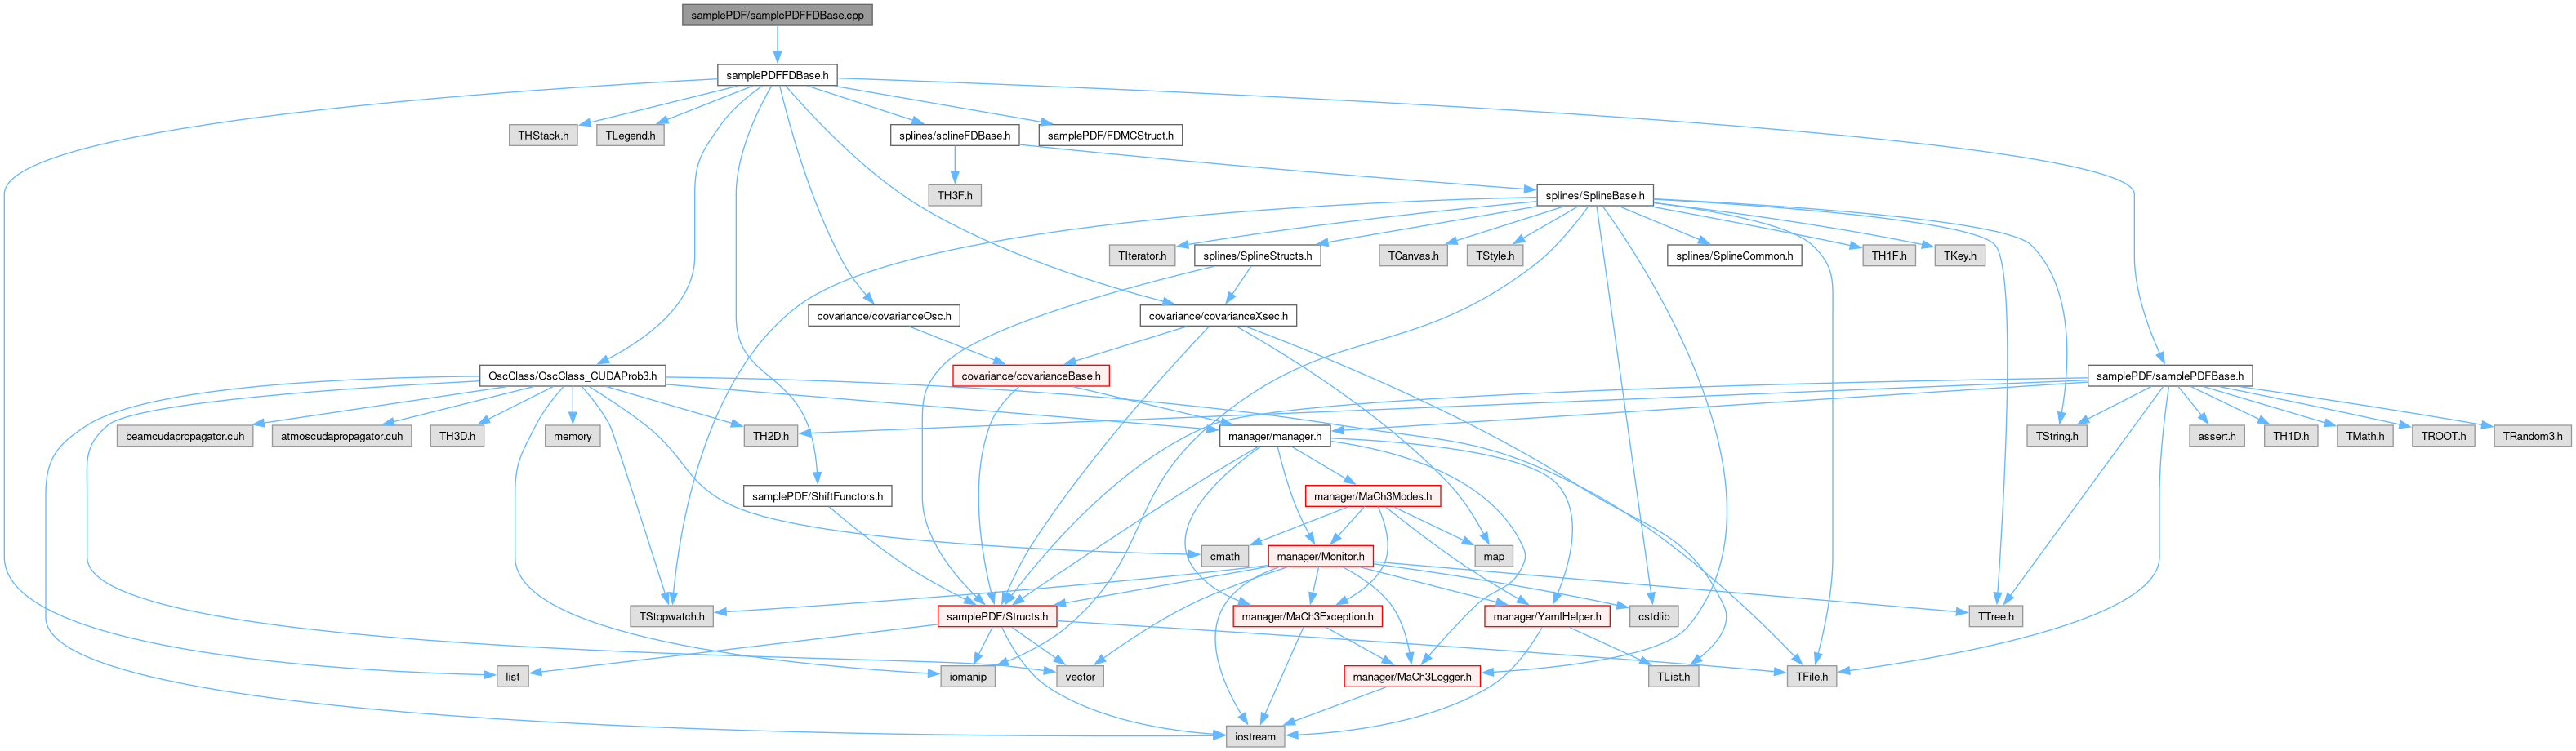 samplePDF/samplePDFFDBase.cpp
samplePDFFDBase.h
THStack.h
TLegend.h
splines/splineFDBase.h
samplePDF/FDMCStruct.h
TH3F.h
splines/SplineBase.h
TIterator.h
splines/SplineStructs.h
TCanvas.h
TStyle.h
splines/SplineCommon.h
TH1F.h
TKey.h
covariance/covarianceOsc.h
covariance/covarianceXsec.h
OscClass/OscClass_CUDAProb3.h
covariance/covarianceBase.h
samplePDF/samplePDFBase.h
beamcudapropagator.cuh
atmoscudapropagator.cuh
TH3D.h
memory
TH2D.h
manager/manager.h
TString.h
assert.h
TH1D.h
TMath.h
TROOT.h
TRandom3.h
samplePDF/ShiftFunctors.h
manager/MaCh3Modes.h
cmath
manager/Monitor.h
map
TStopwatch.h
samplePDF/Structs.h
manager/MaCh3Exception.h
manager/YamlHelper.h
cstdlib
TTree.h
list
iomanip
vector
manager/MaCh3Logger.h
TList.h
TFile.h
iostream